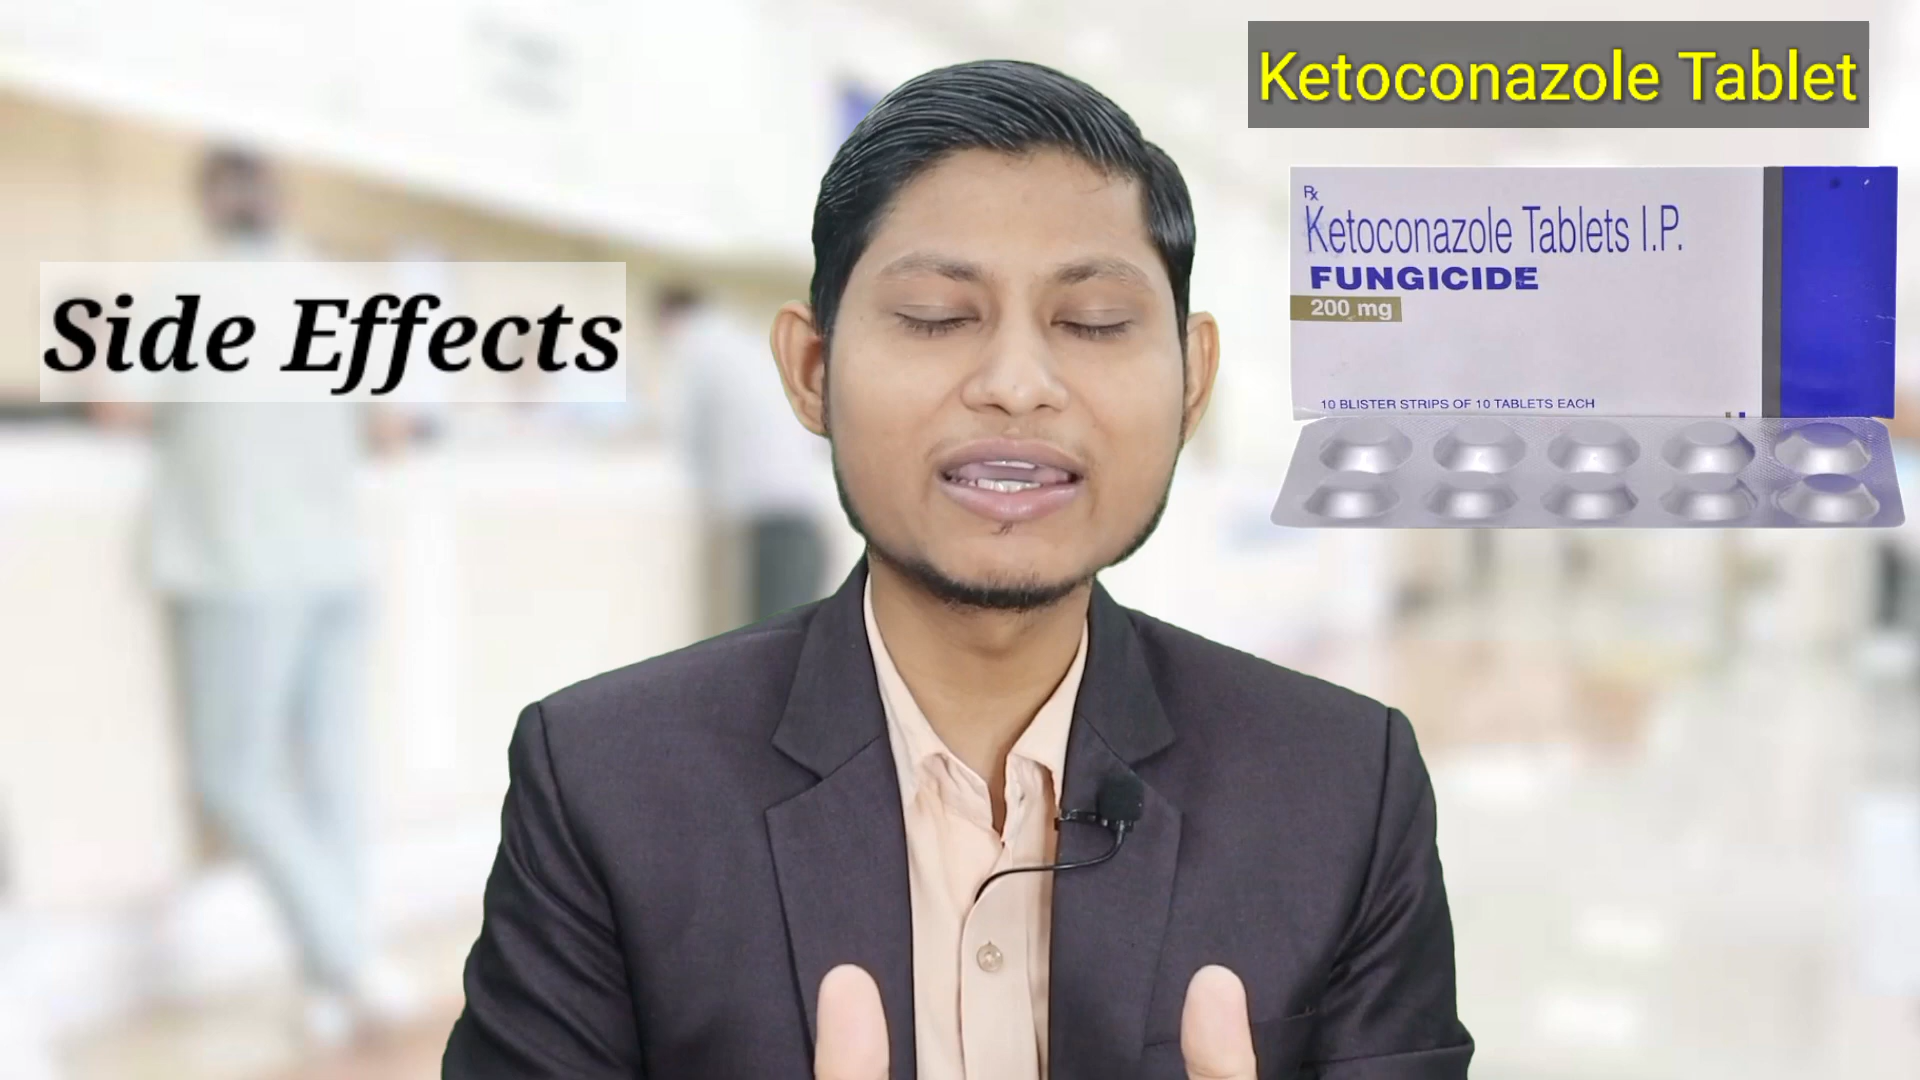 Ketoconazole Tablet
Rx
Ketoconazole Tablets I.P.
FUNGICIDE
200 mg
10 BLISTER STRIPS OF 10 TABLETS EACH
Side Effects